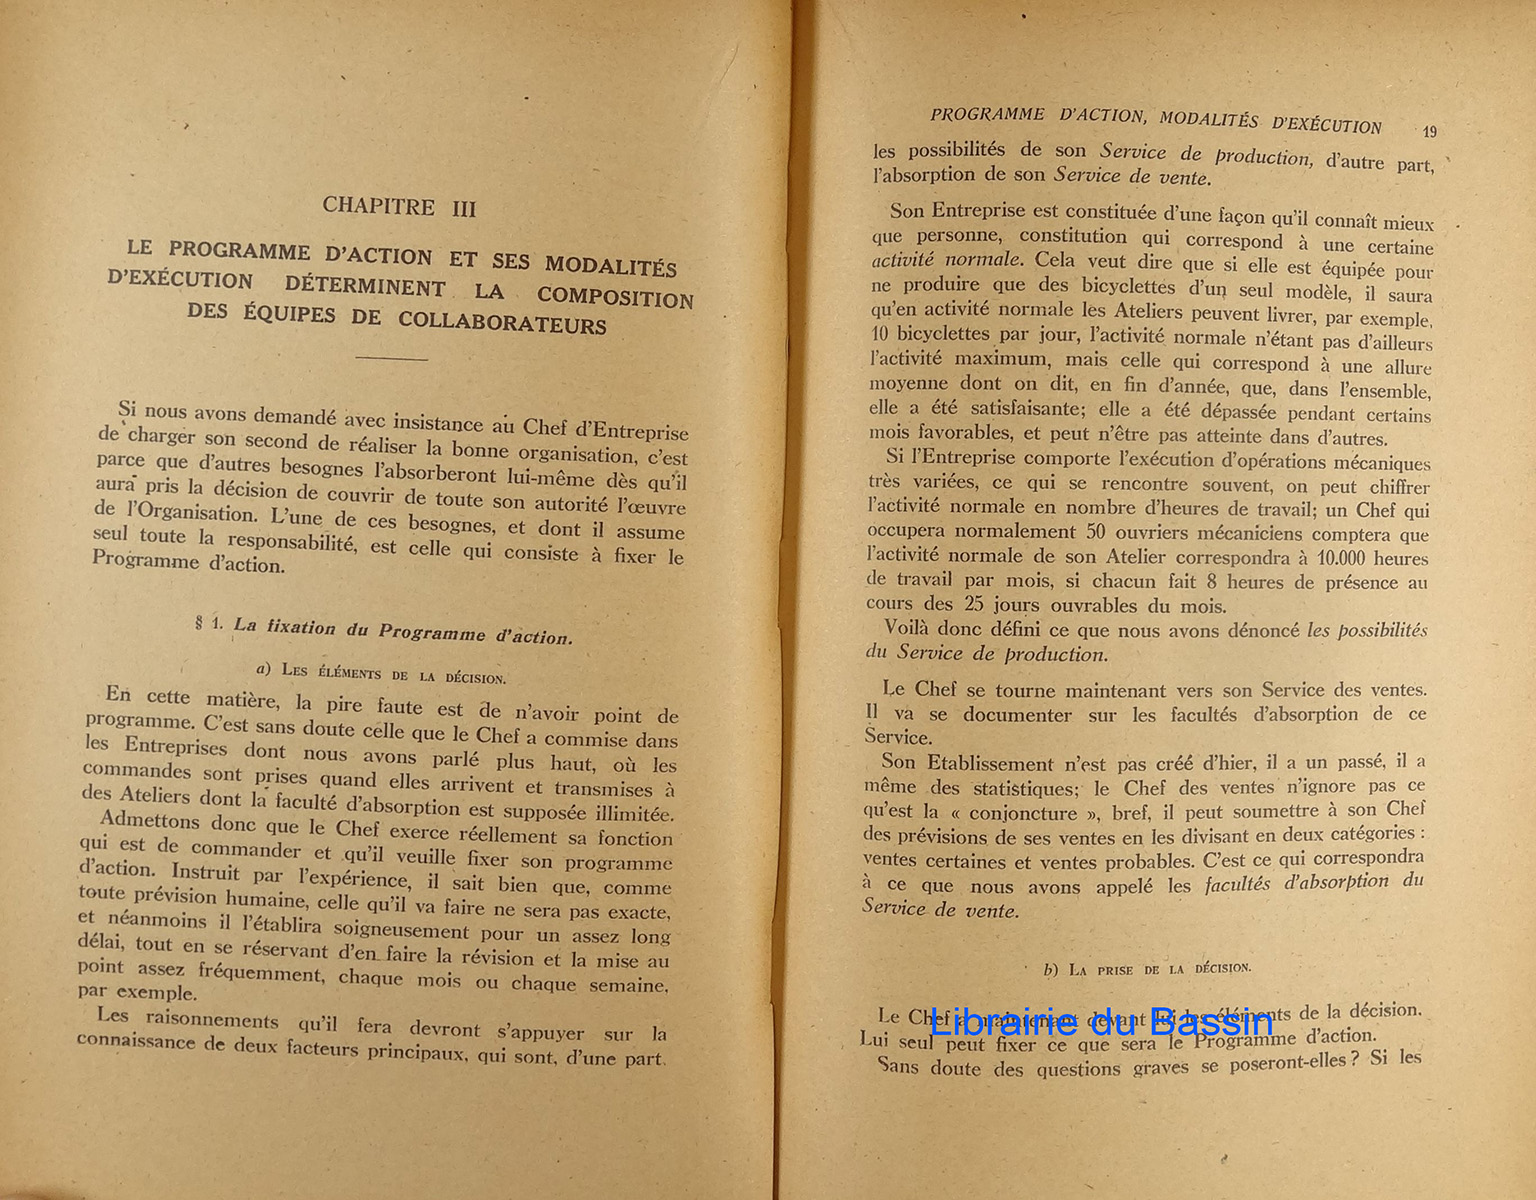 CHAPITRE III
LE PROGRAMME D'ACTION ET SES MODALITÉS
D'EXÉCUTION DÉTERMINENT LA COMPOSITION
DES ÉQUIPES DE COLLABORATEURS
Si nous avons demandé avec insistance au Chef d'Entreprise
de charger son second de réaliser la bonne organisation, c'est
parce que d'autres besognes l'absorberont lui-même dès qu'il
aura pris la décision de couvrir de toute son autorité l'œuvre
de l'Organisation. L'une de ces besognes, et dont il assume
seul toute la responsabilité, est celle qui consiste à fixer le
Programme d'action.
§ 1. La fixation du Programme d'action.
a) LES ÉLÉMENTS DE LA DÉCISION.
En cette matière, la pire faute est de n'avoir point de
programme. C'est sans doute celle que le Chef a commise dans
les Entreprises dont nous avons parlé plus haut, où les
commandes sont prises quand elles arrivent et transmises à
des Ateliers dont la faculté d'absorption est supposée illimitée.
Admettons donc que le Chef exerce réellement sa fonction
qui est de commander et qu'il veuille fixer son programme
d'action. Instruit par l'expérience, il sait bien que, comme
toute prévision humaine, celle qu'il va faire ne sera pas exacte,
et néanmoins il l'établira soigneusement pour un assez long
délai, tout en se réservant d'en faire la révision et la mise au
point assez fréquemment, chaque mois ou chaque semaine,
par exemple.
Les raisonnements qu'il fera devront s'appuyer sur la
connaissance de deux facteurs principaux, qui sont, d'une part,
PROGRAMME D'ACTION, MODALITÉS D'EXÉCUTION 19
les possibilités de son Service de production, d'autre part,
l'absorption de son Service de vente.
Son Entreprise est constituée d'une façon qu'il connaît mieux
que personne, constitution qui correspond à une certaine
activité normale. Cela veut dire que si elle est équipée pour
ne produire que des bicyclettes d'un seul modèle, il saura
qu'en activité normale les Ateliers peuvent livrer, par exemple,
10 bicyclettes par jour, l'activité normale n'étant pas d'ailleurs
l'activité maximum, mais celle qui correspond à une allure
moyenne dont on dit, en fin d'année, que, dans l'ensemble,
elle a été satisfaisante; elle a été dépassée pendant certains
mois favorables, et peut n'être pas atteinte dans d'autres.
Si l'Entreprise comporte l'exécution d'opérations mécaniques
très variées, ce qui se rencontre souvent, on peut chiffrer
l'activité normale en nombre d'heures de travail; un Chef qui
occupera normalement 50 ouvriers mécaniciens comptera que
l'activité normale de son Atelier correspondra à 10.000 heures
de travail par mois, si chacun fait 8 heures de présence au
cours des 25 jours ouvrables du mois.
Voilà donc défini ce que nous avons dénoncé les possibilités
du Service de production.
Le Chef se tourne maintenant vers son Service des ventes.
Il va se documenter sur les facultés d'absorption de ce
Service.
Son Etablissement n'est pas créé d'hier, il a un passé, il a
même des statistiques; le Chef des ventes n'ignore pas ce
qu'est la « conjoncture », bref, il peut soumettre à son Chef
des prévisions de ses ventes en les divisant en deux catégories :
ventes certaines et ventes probables. C'est ce qui correspondra
à ce que nous avons appelé les facultés d'absorption du
Service de vente.
b) LA PRISE DE LA DÉCISION.
Le Chef a maintenant devant lui les éléments de la décision.
Librairie du Bassin
Lui seul peut fixer ce que sera le Programme d'action.
Sans doute des questions graves se poseront-elles ? Si les